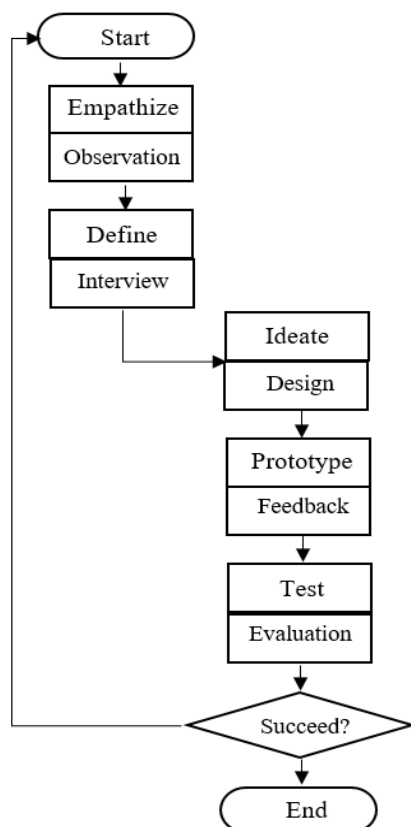 Start
Empathize
Observation
Define
Interview
Ideate
Design
Prototype
Feedback
Test
Evaluation
Succeed?
End